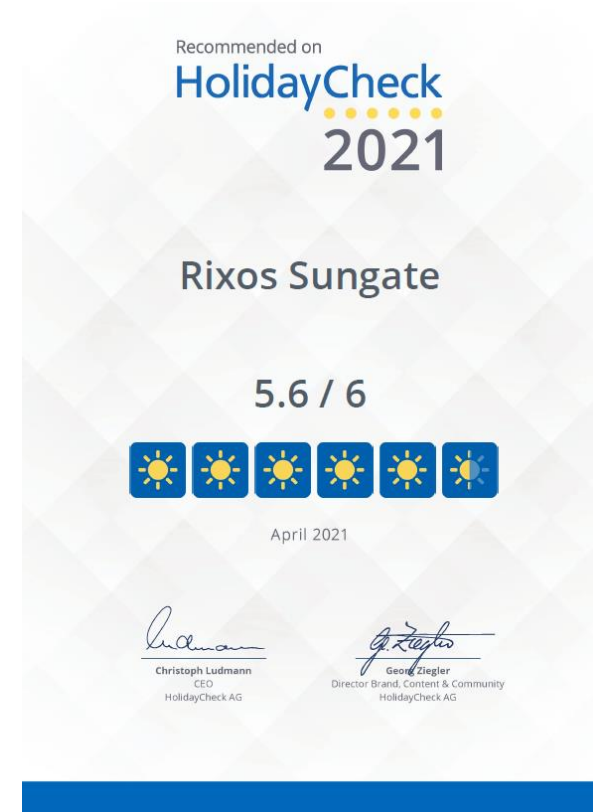 Recommended on
HolidayCheck
2021
Rixos Sungate
5.6 / 6
April 2021
Christoph Ludmann
CEO
HolidayCheck AG
Georg Ziegler
Director Brand, Content & Community
HolidayCheck AG